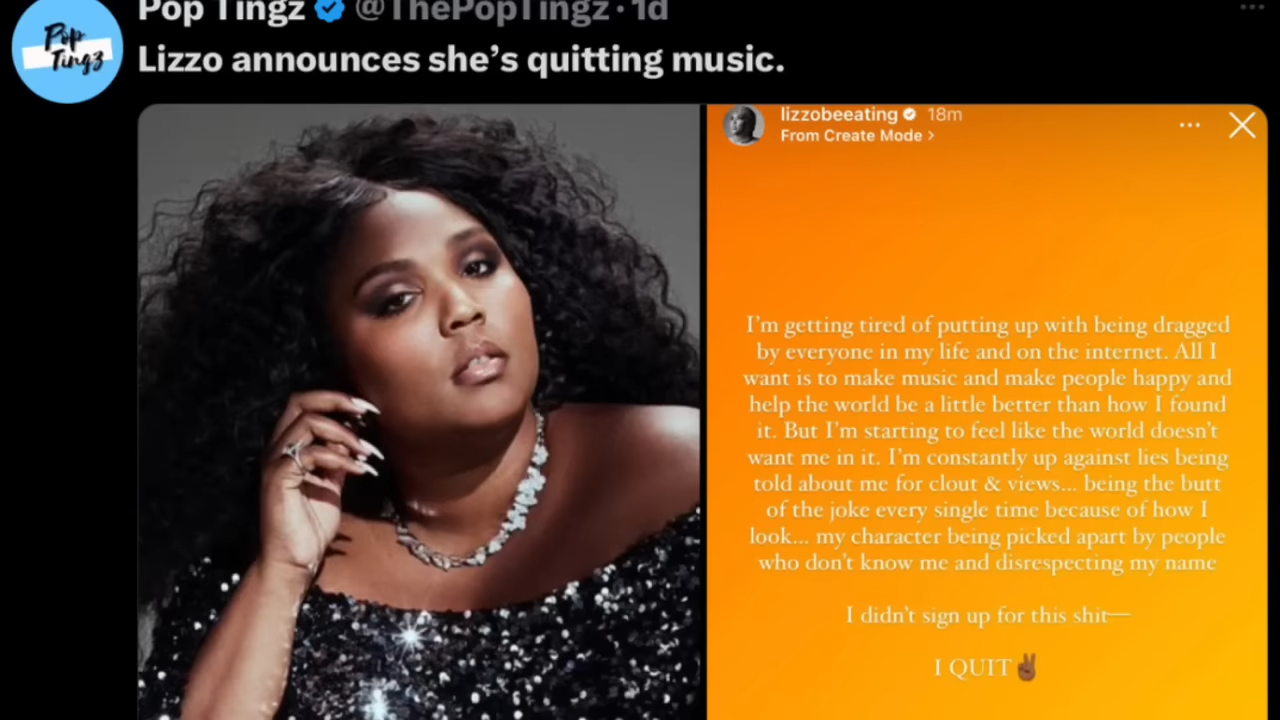 Pop Tingz @ThePopTingz · 1d
Pop
Tingz
Lizzo announces she’s quitting music.
lizzobeeating 18m
From Create Mode >
I’m getting tired of putting up with being dragged
by everyone in my life and on the internet. All I
want is to make music and make people happy and
help the world be a little better than how I found
it. But I’m starting to feel like the world doesn’t
want me in it. I’m constantly up against lies being
told about me for clout & views... being the butt
of the joke every single time because of how I
look... my character being picked apart by people
who don’t know me and disrespecting my name
I didn’t sign up for this shit—
I QUIT✌🏾